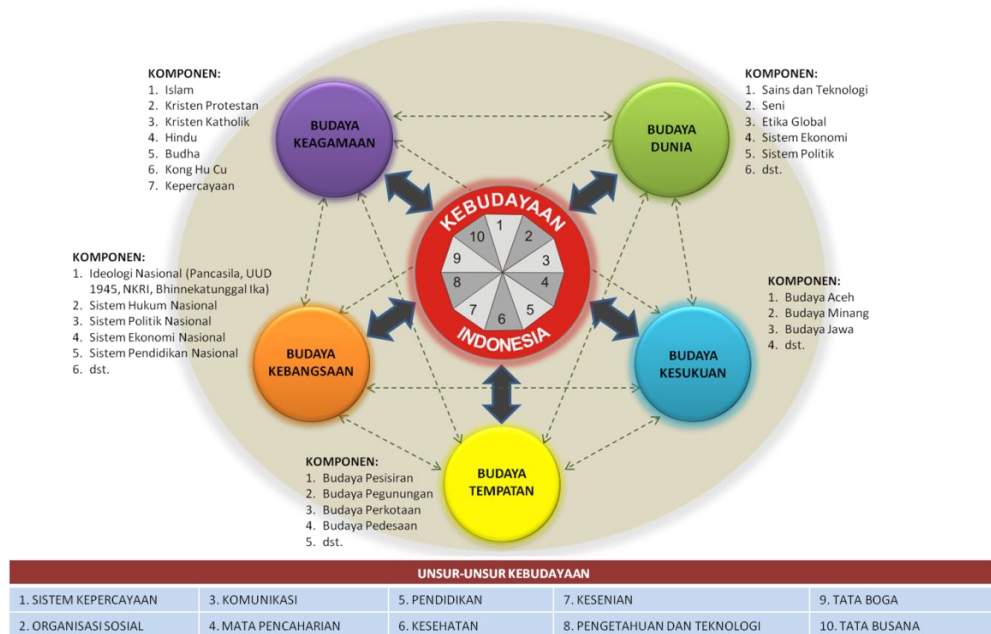 KOMPONEN:
1. Islam
2. Kristen Protestan
3. Kristen Katholik
4. Hindu
5. Budha
6. Kong Hu Cu
7. Kepercayaan
BUDAYA
KEAGAMAAN
BUDAYA
DUNIA
KOMPONEN:
1. Sains dan Teknologi
2. Seni
3. Etika Global
4. Sistem Ekonomi
5. Sistem Politik
6. dst.
KEBUDAYAAN
1
2
3
4
5
6
7
8
9
10
INDONESIA
KOMPONEN:
1. Ideologi Nasional (Pancasila, UUD
1945, NKRI, Bhinnekatunggal Ika)
2. Sistem Hukum Nasional
3. Sistem Politik Nasional
4. Sistem Ekonomi Nasional
5. Sistem Pendidikan Nasional
6. dst.
BUDAYA
KEBANGSAAN
BUDAYA
KESUKUAN
KOMPONEN:
1. Budaya Aceh
2. Budaya Minang
3. Budaya Jawa
4. dst.
KOMPONEN:
1. Budaya Pesisiran
2. Budaya Pegunungan
3. Budaya Perkotaan
4. Budaya Pedesaan
5. dst.
BUDAYA
TEMPATAN
UNSUR-UNSUR KEBUDAYAAN
1. SISTEM KEPERCAYAAN 3. KOMUNIKASI 5. PENDIDIKAN 7. KESENIAN 9. TATA BOGA
2. ORGANISASI SOSIAL 4. MATA PENCAHARIAN 6. KESEHATAN 8. PENGETAHUAN DAN TEKNOLOGI 10. TATA BUSANA